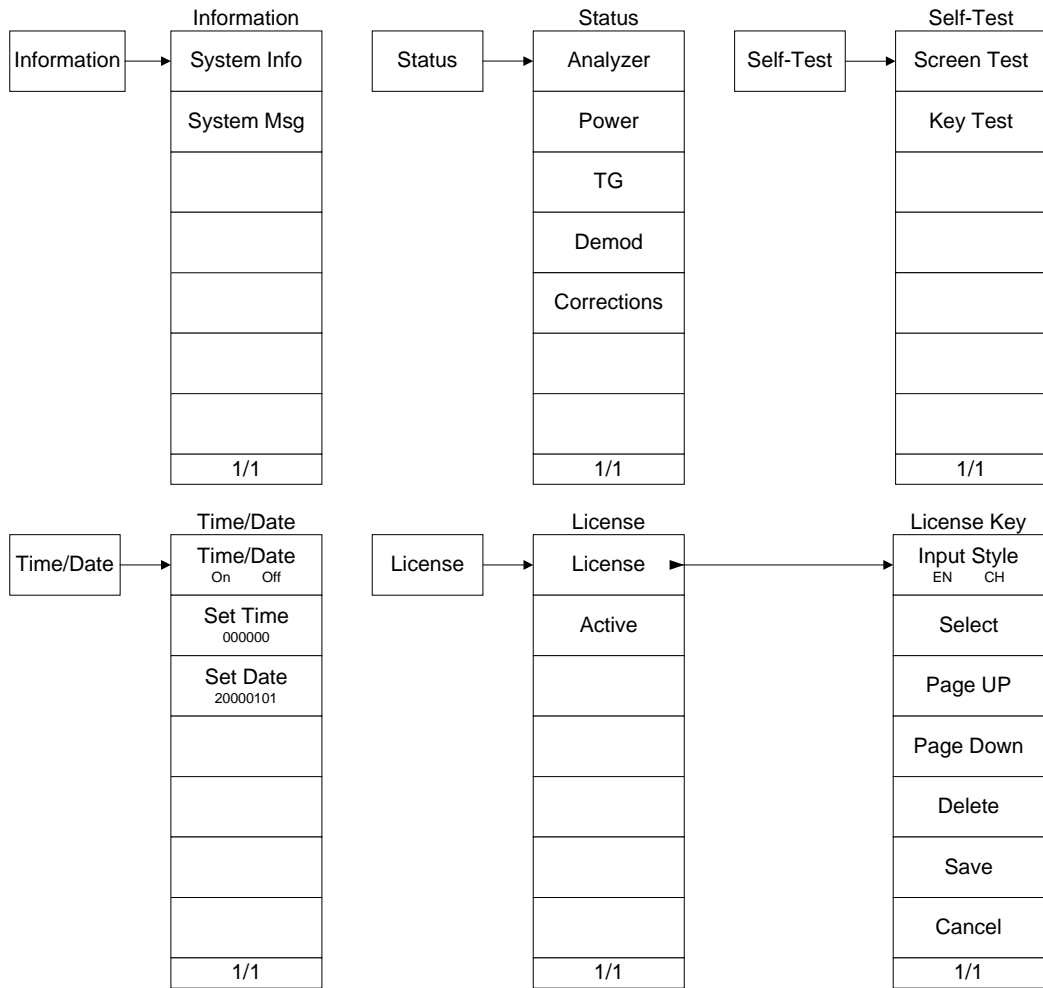 Information
Information
System Info
System Msg
1/1
Status
Status
Analyzer
Power
TG
Demod
Corrections
1/1
Self-Test
Self-Test
Screen Test
Key Test
1/1
Time/Date
Time/Date
Time/Date
On Off
Set Time
000000
Set Date
20000101
1/1
License
License
License
Active
1/1
License Key
Input Style
EN CH
Select
Page UP
Page Down
Delete
Save
Cancel
1/1